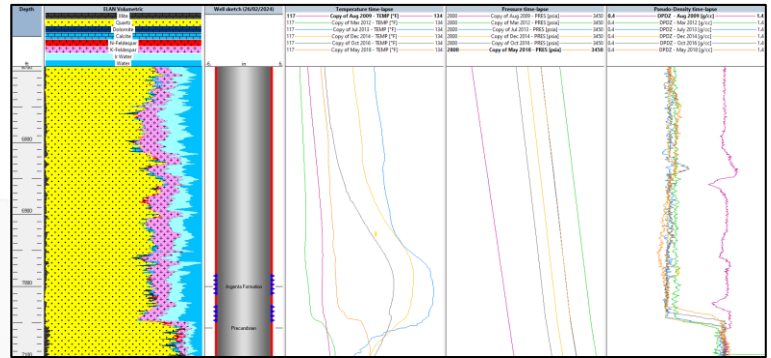 Depth
ft
6800
6900
7000
7100
ELAN Volumetric
Illite
Quartz
Dolomite
Calcite
N-Feldespar
K-Feldespar
Ir Water
Water
Well sketch (26/02/2024)
-5 in 5
Argenta Formation
Precambrian
Temperature time-lapse
117 Copy of Aug 2009 - TEMP [°F] 134
117 Copy of Mar 2012 - TEMP [°F] 134
117 Copy of Jul 2013 - TEMP [°F] 134
117 Copy of Dec 2014 - TEMP [°F] 134
117 Copy of Oct 2016 - TEMP [°F] 134
117 Copy of May 2018 - TEMP [°F] 134
Pressure time-lapse
2800 Copy of Aug 2009 - PRES [psia] 3450
2800 Copy of Mar 2012 - PRES [psia] 3450
2800 Copy of Jul 2013 - PRES [psia] 3450
2800 Copy of Dec 2014 - PRES [psia] 3450
2800 Copy of Oct 2016 - PRES [psia] 3450
2800 Copy of May 2018 - PRES [psia] 3450
Pseudo-Density time-lapse
0.4 DPDZ - Aug 2009 [g/cc] 1.4
0.4 DPDZ - Mar 2012 [g/cc] 1.4
0.4 DPDZ - July 2013 [g/cc] 1.4
0.4 DPDZ - Dec 2014 [g/cc] 1.4
0.4 DPDZ - Oct 2016 [g/cc] 1.4
0.4 DPDZ - May 2018 [g/cc] 1.4